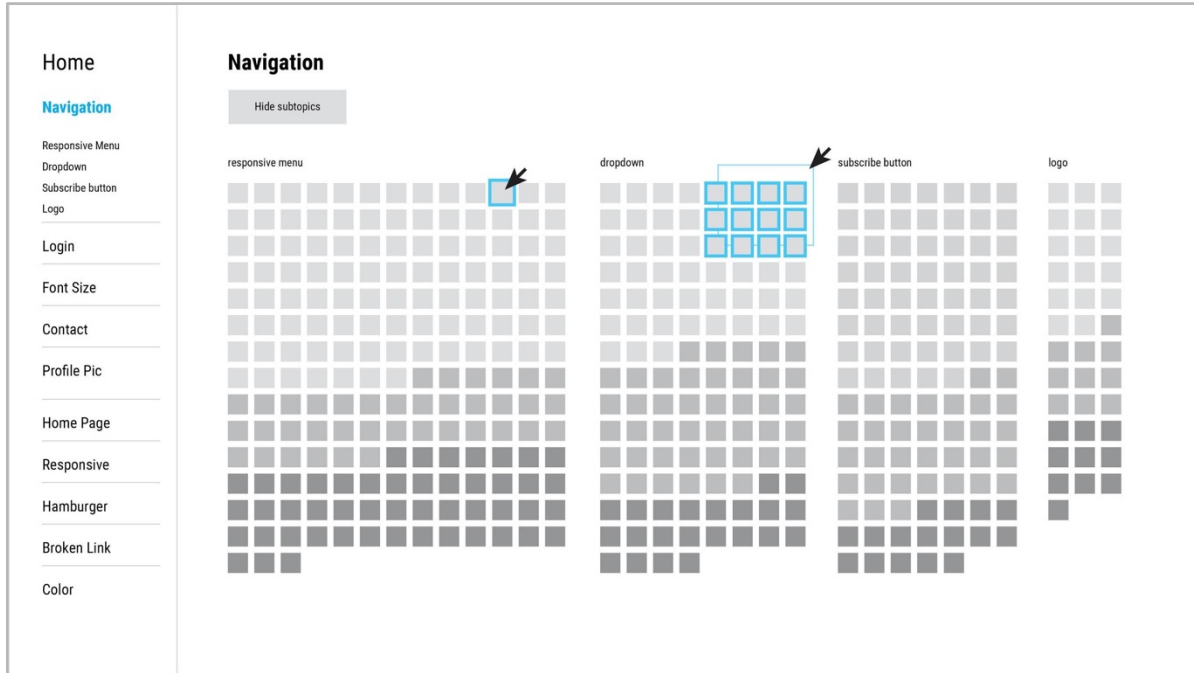 Home
Navigation
Responsive Menu
Dropdown
Subscribe button
Logo
Login
Font Size
Contact
Profile Pic
Home Page
Responsive
Hamburger
Broken Link
Color
Navigation
Hide subtopics
responsive menu
dropdown
subscribe button
logo